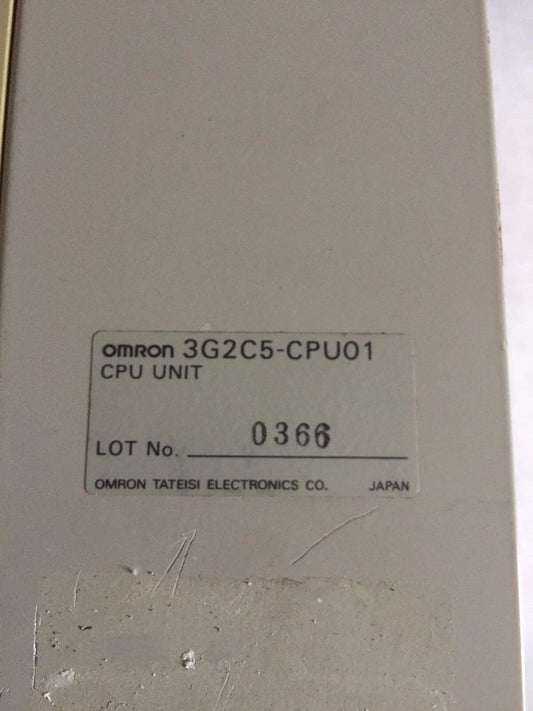 omron 3G2C5-CPU01
CPU UNIT
LOT No. 0366
OMRON TATEISI ELECTRONICS CO. JAPAN